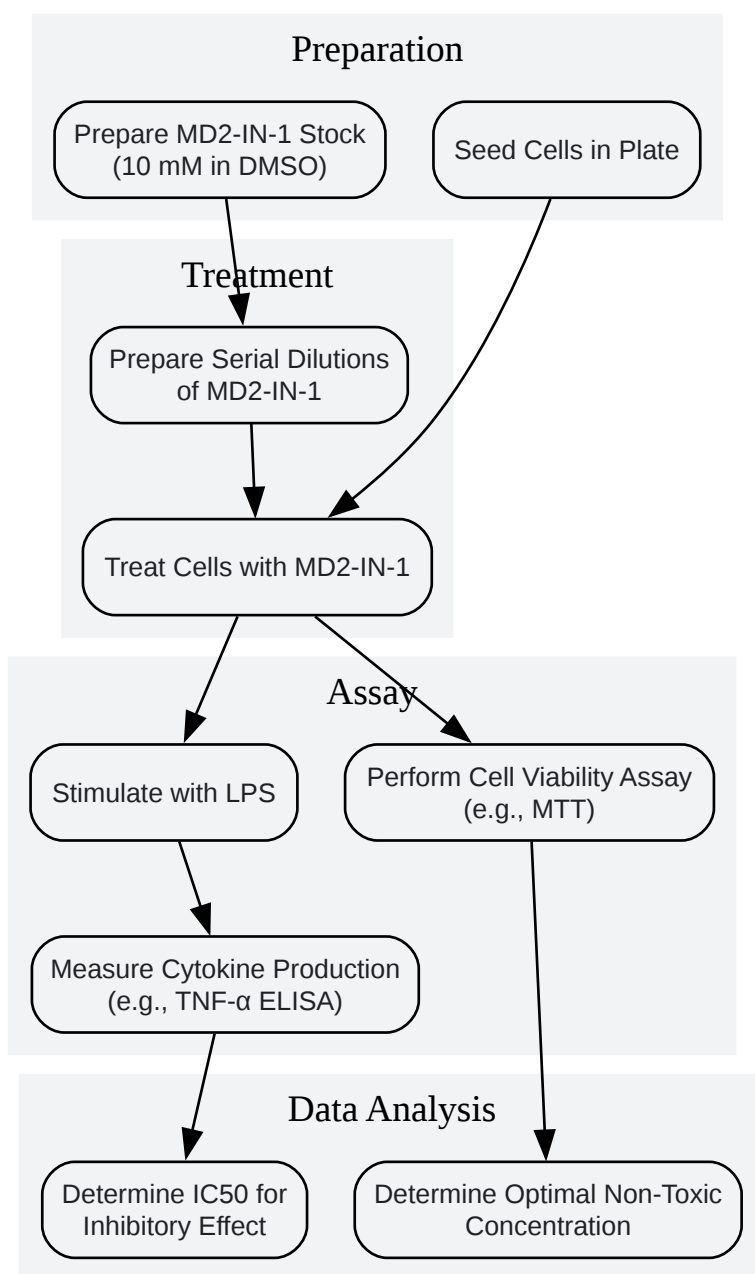 Preparation
Prepare MD2-IN-1 Stock
(10 mM in DMSO)
Seed Cells in Plate
Treatment
Prepare Serial Dilutions
of MD2-IN-1
Treat Cells with MD2-IN-1
Assay
Stimulate with LPS
Perform Cell Viability Assay
(e.g., MTT)
Measure Cytokine Production
(e.g., TNF-α ELISA)
Data Analysis
Determine IC50 for
Inhibitory Effect
Determine Optimal Non-Toxic
Concentration